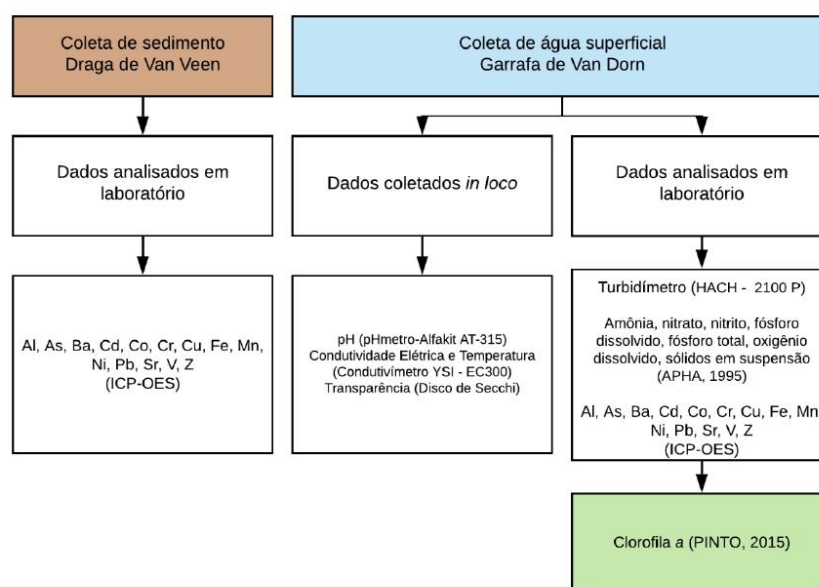 Coleta de sedimento
Draga de Van Veen
Coleta de água superficial
Garrafa de Van Dorn
Dados analisados em
laboratório
Dados coletados in loco
Dados analisados em
laboratório
Al, As, Ba, Cd, Co, Cr, Cu, Fe, Mn,
Ni, Pb, Sr, V, Z
(ICP-OES)
pH (pHmetro-Alfakit AT-315)
Condutividade Elétrica e Temperatura
(Condutivímetro YSI - EC300)
Transparência (Disco de Secchi)
Turbidímetro (HACH - 2100 P)
Amônia, nitrato, nitrito, fósforo
dissolvido, fósforo total, oxigênio
dissolvido, sólidos em suspensão
(APHA, 1995)
Al, As, Ba, Cd, Co, Cr, Cu, Fe, Mn
Ni, Pb, Sr, V, Z
(ICP-OES)
Clorofila a (PINTO, 2015)